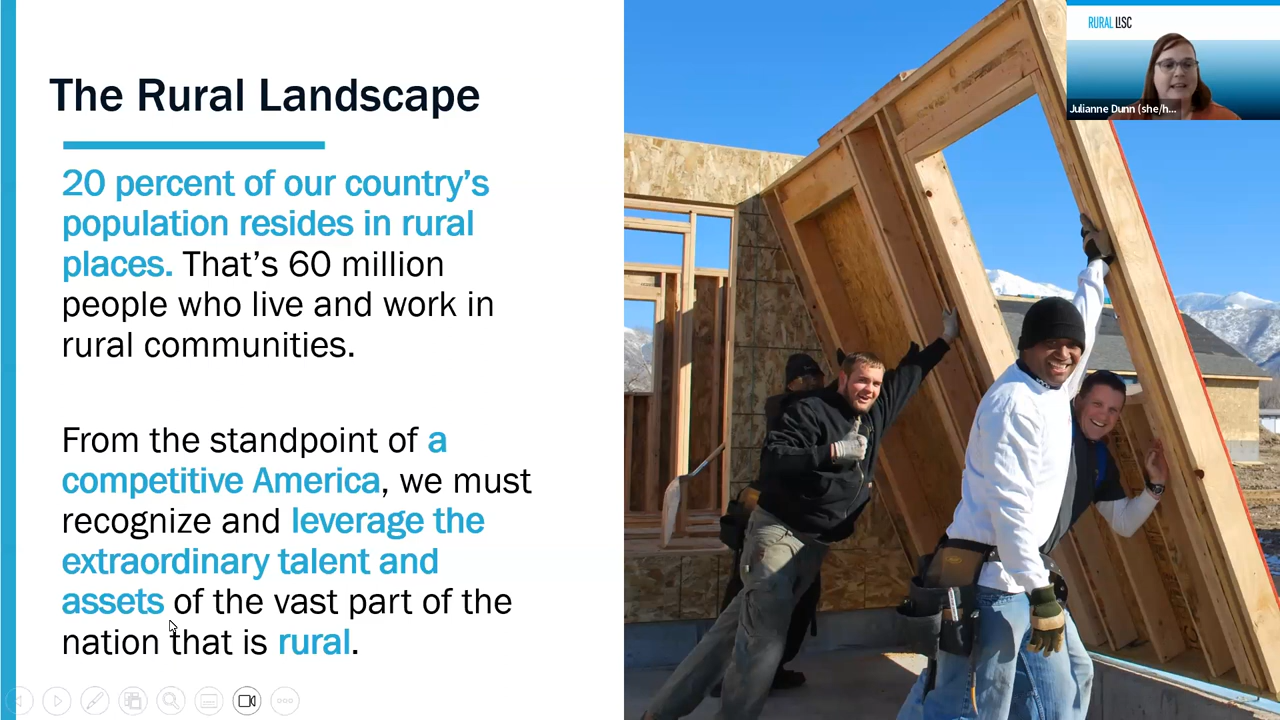 The Rural Landscape
20 percent of our country's
population resides in rural
places. That's 60 million
people who live and work in
rural communities.
From the standpoint of a
competitive America, we must
recognize and leverage the
extraordinary talent and
assets of the vast part of the
nation that is rural.
RURAL LISC
Julianne Dunn (she/h...